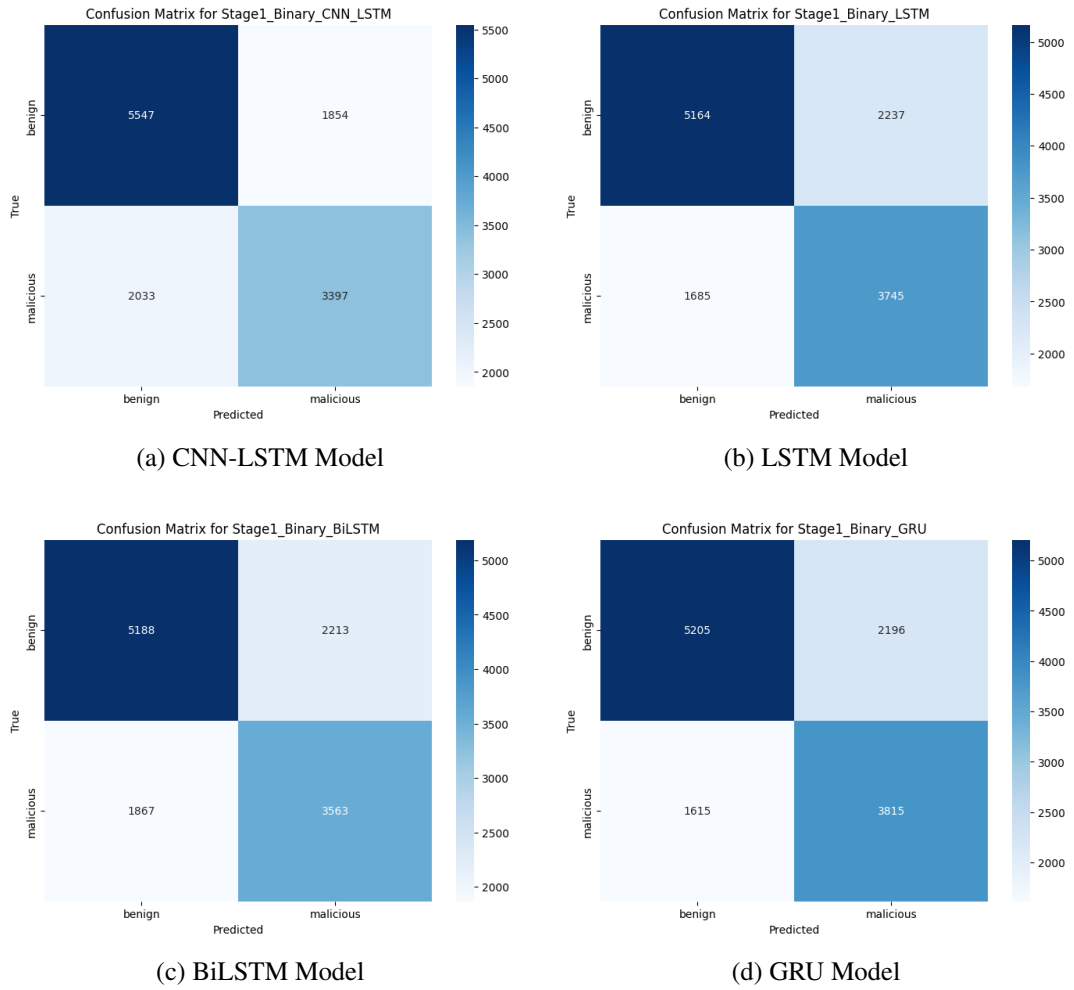 Confusion Matrix for Stage1_Binary_CNN_LSTM
benign
malicious
True
5547
1854
2033
3397
benign
malicious
Predicted
5500
5000
4500
4000
3500
3000
2500
2000
(a) CNN-LSTM Model
Confusion Matrix for Stage1_Binary_LSTM
benign
malicious
True
5164
2237
1685
3745
benign
malicious
Predicted
5000
4500
4000
3500
3000
2500
2000
(b) LSTM Model
Confusion Matrix for Stage1_Binary_BiLSTM
benign
malicious
True
5188
2213
1867
3563
benign
malicious
Predicted
5000
4500
4000
3500
3000
2500
2000
(c) BiLSTM Model
Confusion Matrix for Stage1_Binary_GRU
benign
malicious
True
5205
2196
1615
3815
benign
malicious
Predicted
5000
4500
4000
3500
3000
2500
2000
(d) GRU Model